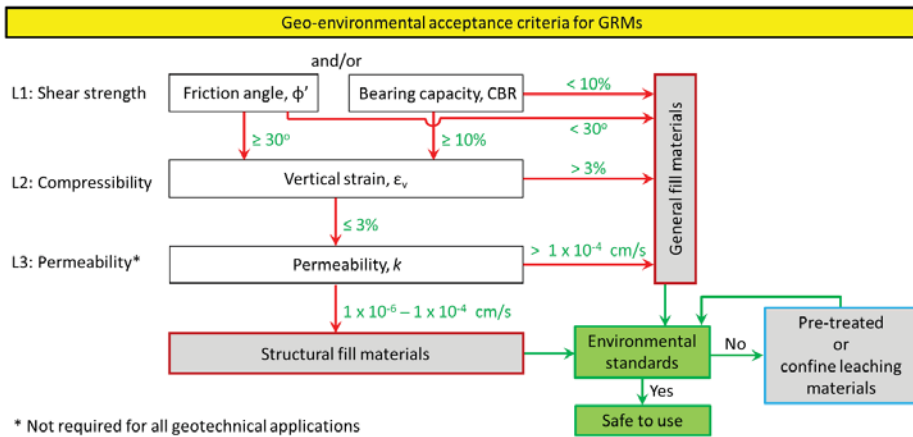 Geo-environmental acceptance criteria for GRMs
and/or
L1: Shear strength
Friction angle, ϕ'
Bearing capacity, CBR
< 10%
< 30°
≥ 30°
≥ 10%
General fill materials
L2: Compressibility
Vertical strain, εᵥ
> 3%
≤ 3%
L3: Permeability*
Permeability, k
> 1 x 10⁻⁴ cm/s
1 x 10⁻⁶ – 1 x 10⁻⁴ cm/s
Structural fill materials
Environmental
standards
No
Pre-treated
or
confine leaching
materials
Yes
Safe to use
* Not required for all geotechnical applications